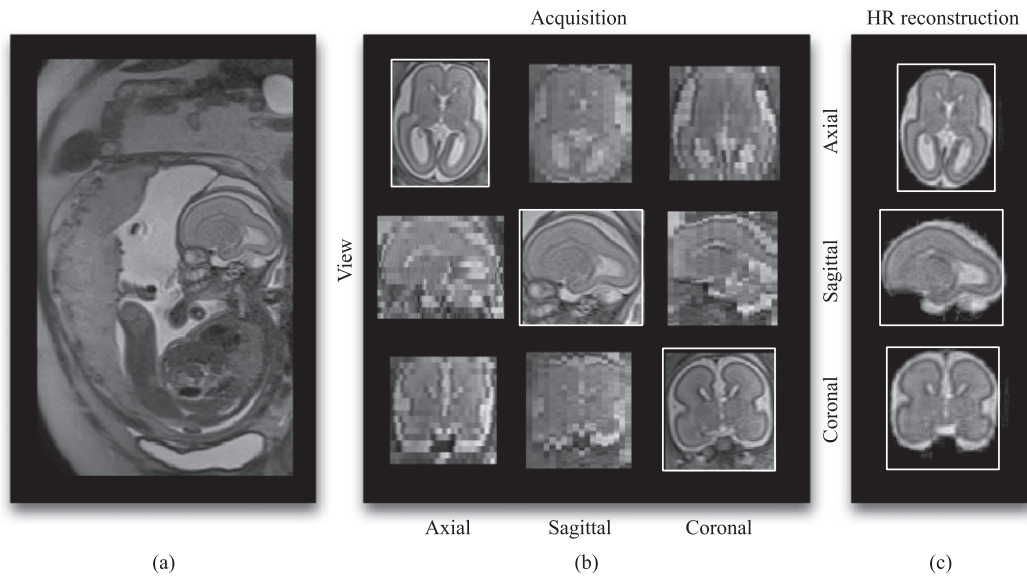 Acquisition
HR reconstruction
View
Axial
Sagittal
Coronal
Axial
Sagittal
Coronal
(a)
(b)
(c)